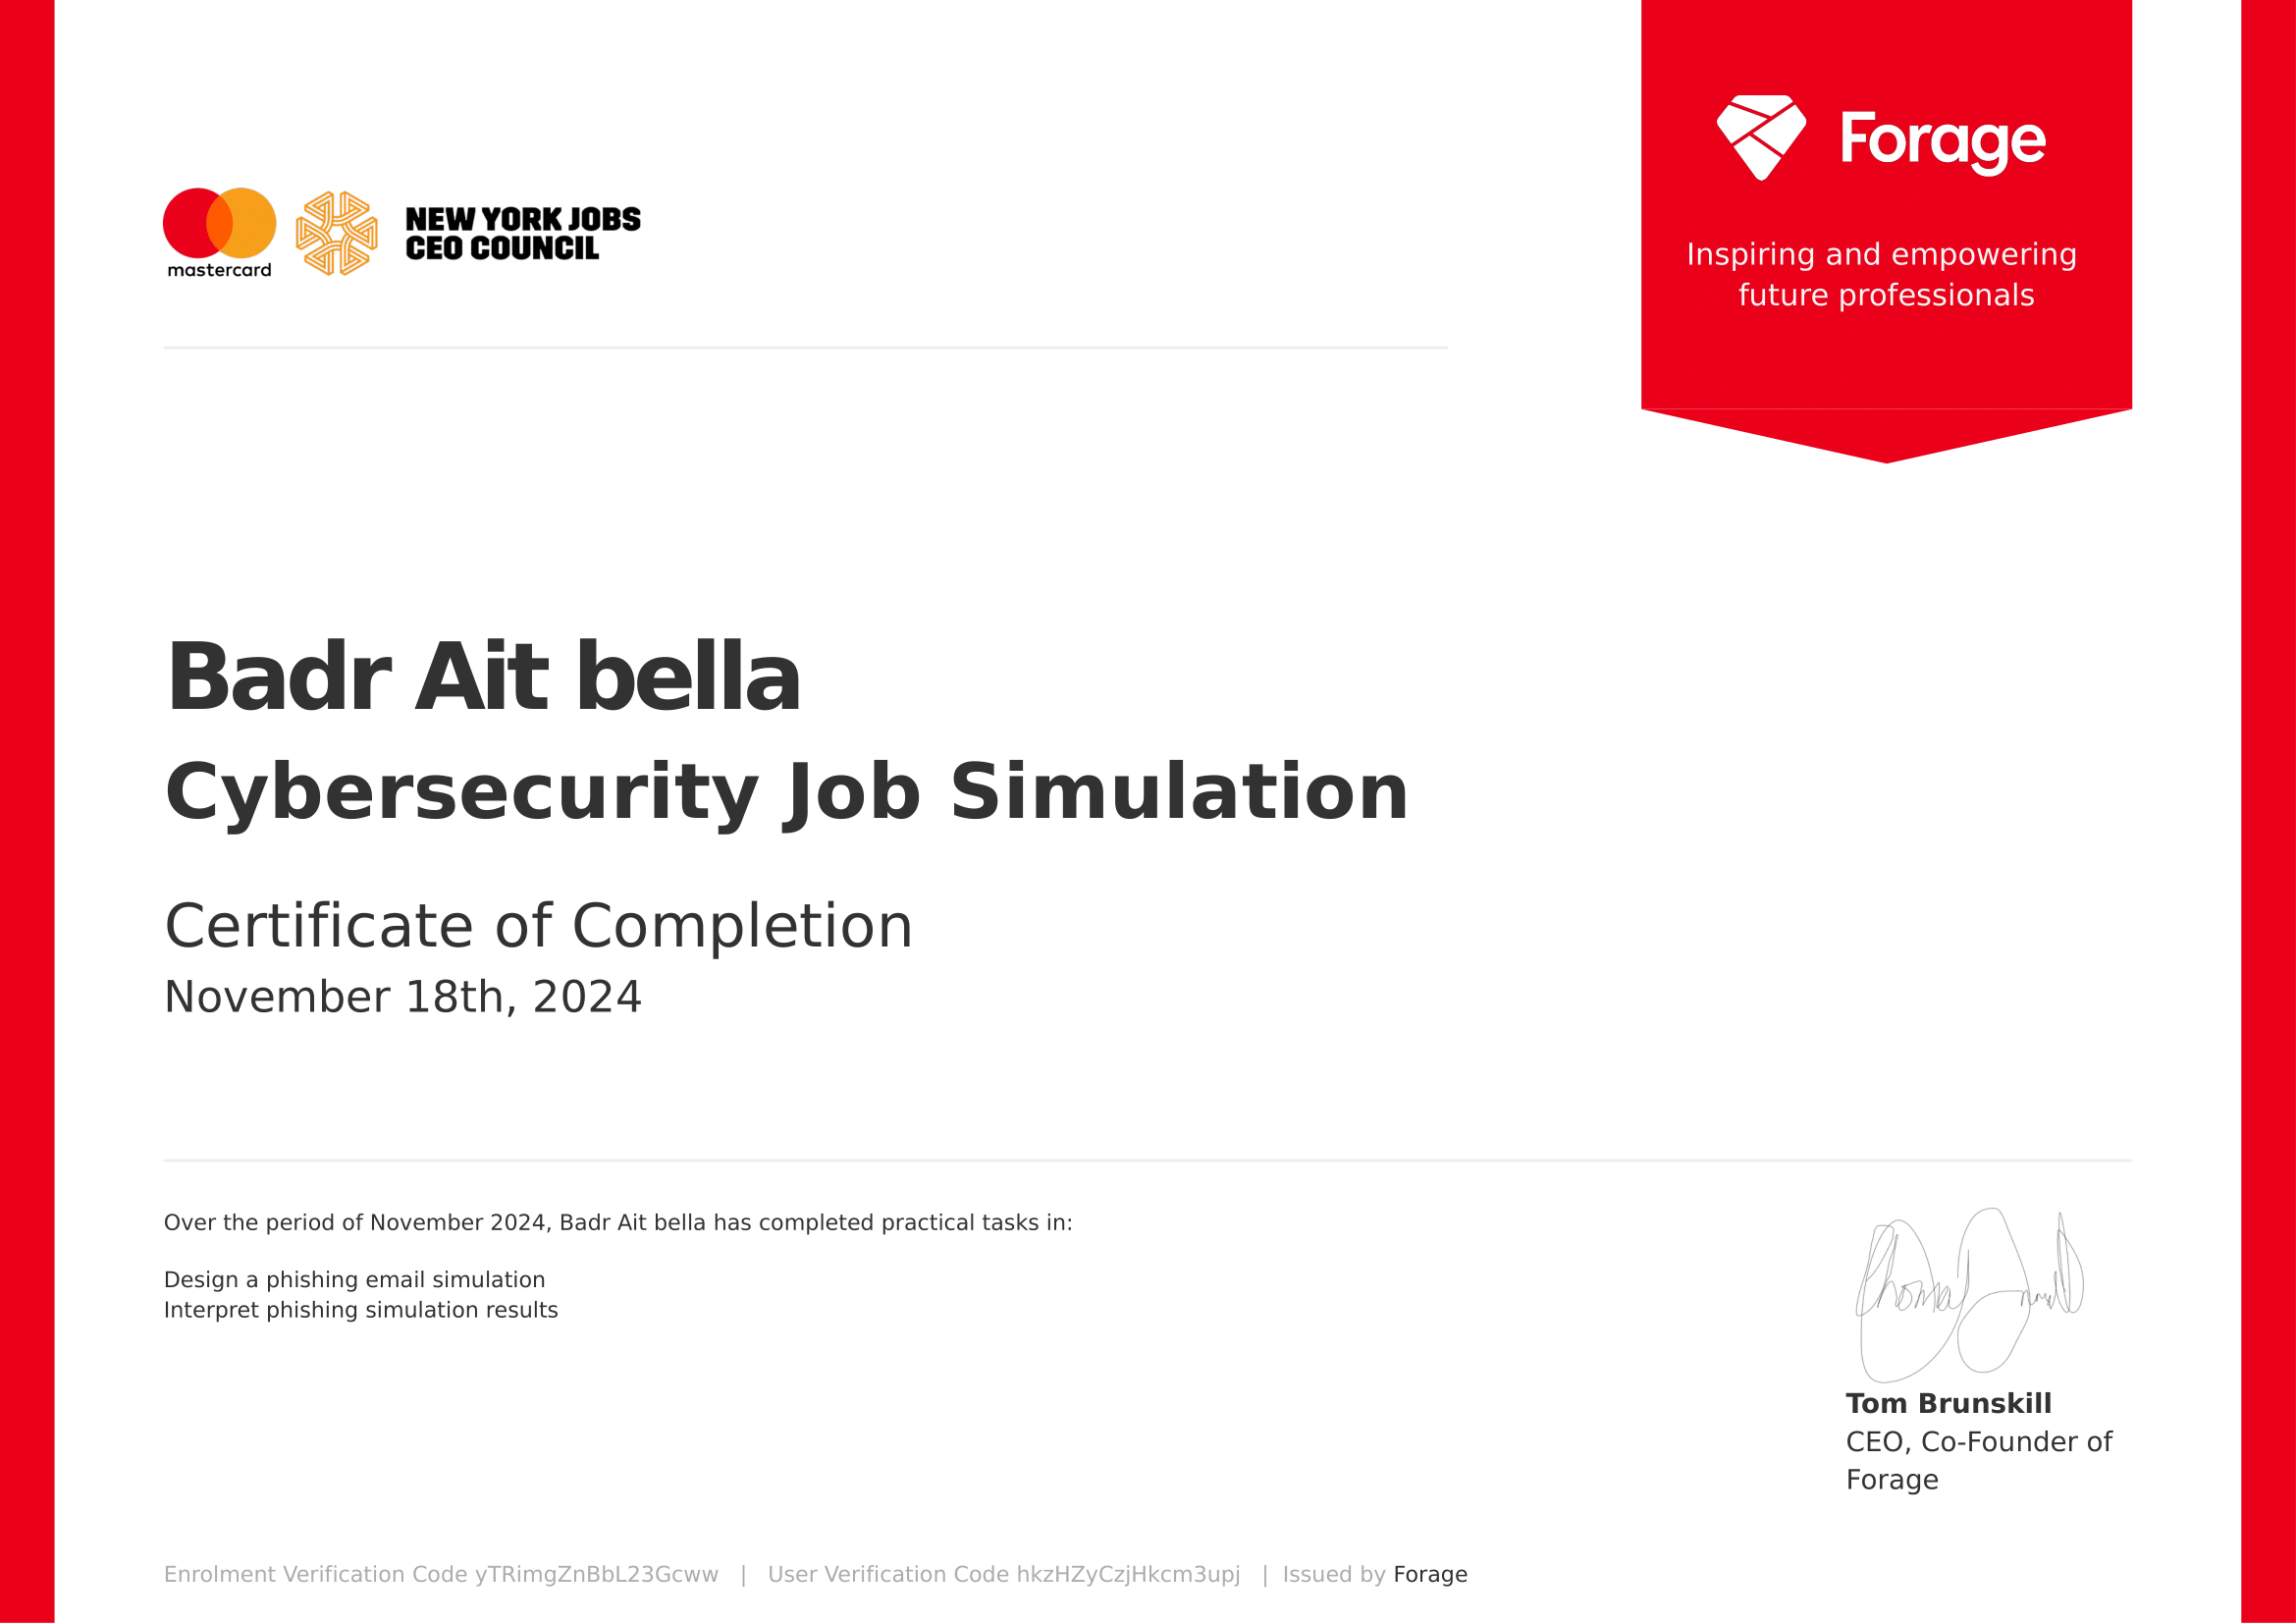 mastercard
NEW YORK JOBS
CEO COUNCIL
Forage
Inspiring and empowering
future professionals
Badr Ait bella
Cybersecurity Job Simulation
Certificate of Completion
November 18th, 2024
Over the period of November 2024, Badr Ait bella has completed practical tasks in:
Design a phishing email simulation
Interpret phishing simulation results
Tom Brunskill
CEO, Co-Founder of
Forage
Enrolment Verification Code yTRimgZnBbL23Gcww | User Verification Code hkzHZyCzjHkcm3upj | Issued by Forage